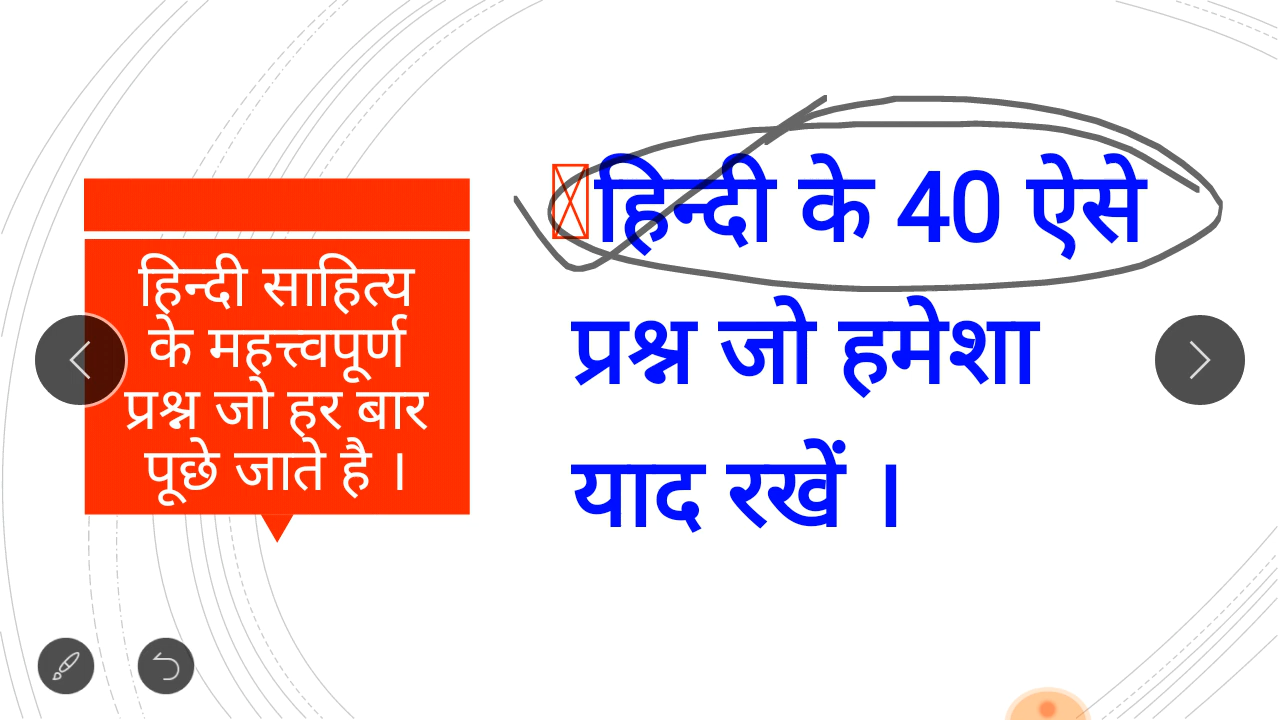 हिन्दी साहित्य
के महत्त्वपूर्ण
प्रश्न जो हर बार
पूछे जाते है ।
हिन्दी के 40 ऐसे
प्रश्न जो हमेशा
याद रखें ।